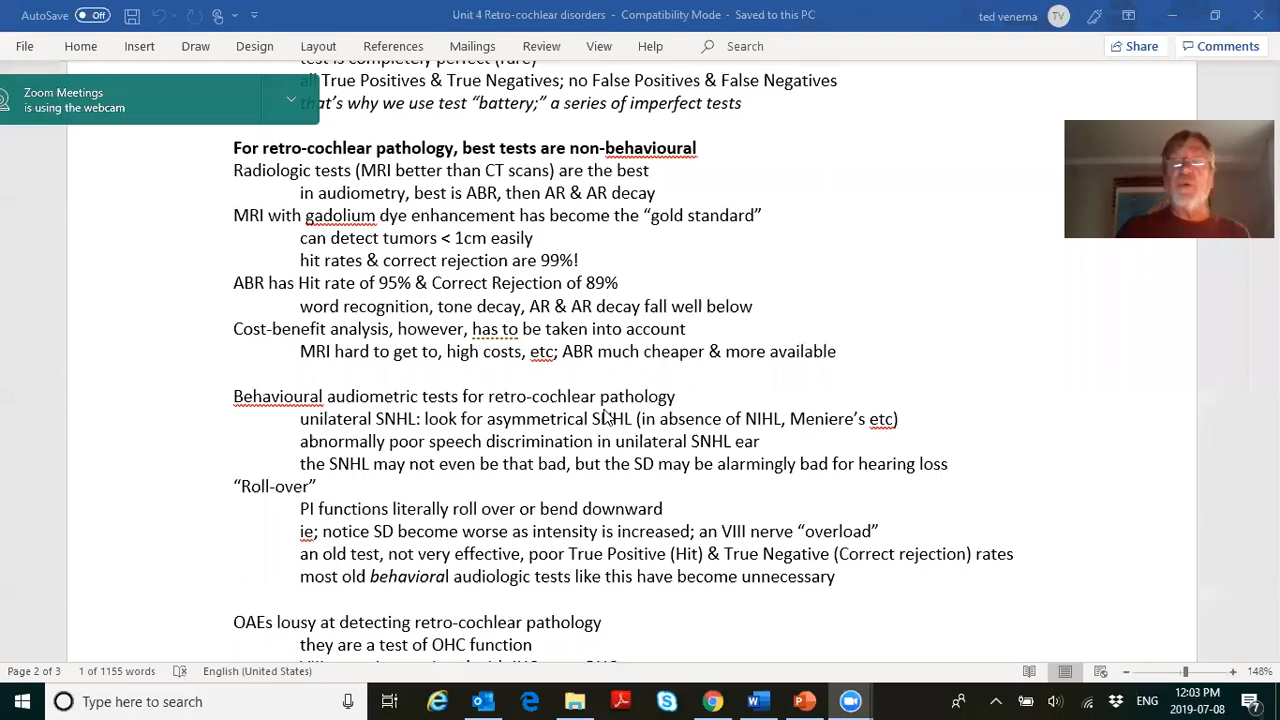 AutoSave Off
Unit 4 Retro-cochlear disorders - Compatibility Mode - Saved to this PC
ted venema TV
File Home Insert Draw Design Layout References Mailings Review View Help Search Share Comments
Zoom Meetings
is using the webcam
test is completely perfect (rare)
all True Positives & True Negatives; no False Positives & False Negatives
that's why we use test “battery;” a series of imperfect tests
For retro-cochlear pathology, best tests are non-behavioural
Radiologic tests (MRI better than CT scans) are the best
in audiometry, best is ABR, then AR & AR decay
MRI with gadolium dye enhancement has become the “gold standard”
can detect tumors < 1cm easily
hit rates & correct rejection are 99%!
ABR has Hit rate of 95% & Correct Rejection of 89%
word recognition, tone decay, AR & AR decay fall well below
Cost-benefit analysis, however, has to be taken into account
MRI hard to get to, high costs, etc; ABR much cheaper & more available
Behavioural audiometric tests for retro-cochlear pathology
unilateral SNHL: look for asymmetrical SNHL (in absence of NIHL, Meniere's etc)
abnormally poor speech discrimination in unilateral SNHL ear
the SNHL may not even be that bad, but the SD may be alarmingly bad for hearing loss
“Roll-over”
PI functions literally roll over or bend downward
ie; notice SD become worse as intensity is increased; an VIII nerve “overload”
an old test, not very effective, poor True Positive (Hit) & True Negative (Correct rejection) rates
most old behavioral audiologic tests like this have become unnecessary
OAEs lousy at detecting retro-cochlear pathology
they are a test of OHC function
Page 2 of 3 1 of 1155 words English (United States) 148%
Type here to search
ENG
12:03 PM
2019-07-08
7